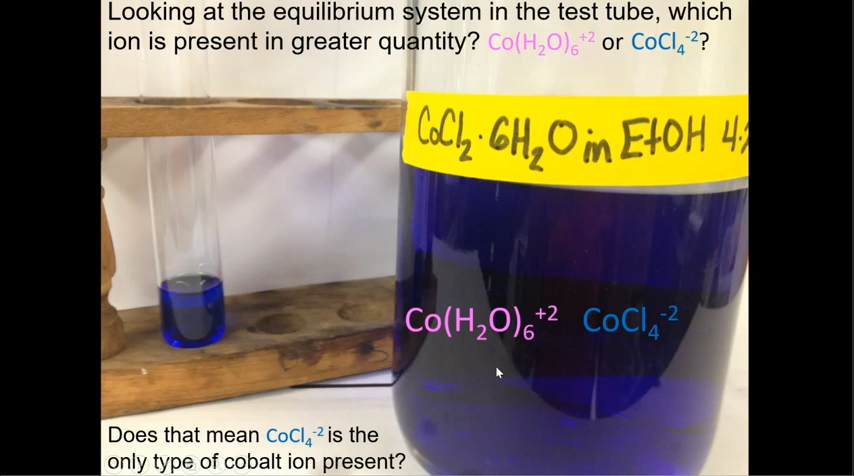 Looking at the equilibrium system in the test tube, which
ion is present in greater quantity? Co(H₂O)₆⁺² or CoCl₄⁻²?
CoCl₂·6H₂O in EtOH
Co(H₂O)₆⁺² CoCl₄⁻²
Does that mean CoCl₄⁻² is the
only type of cobalt ion present?